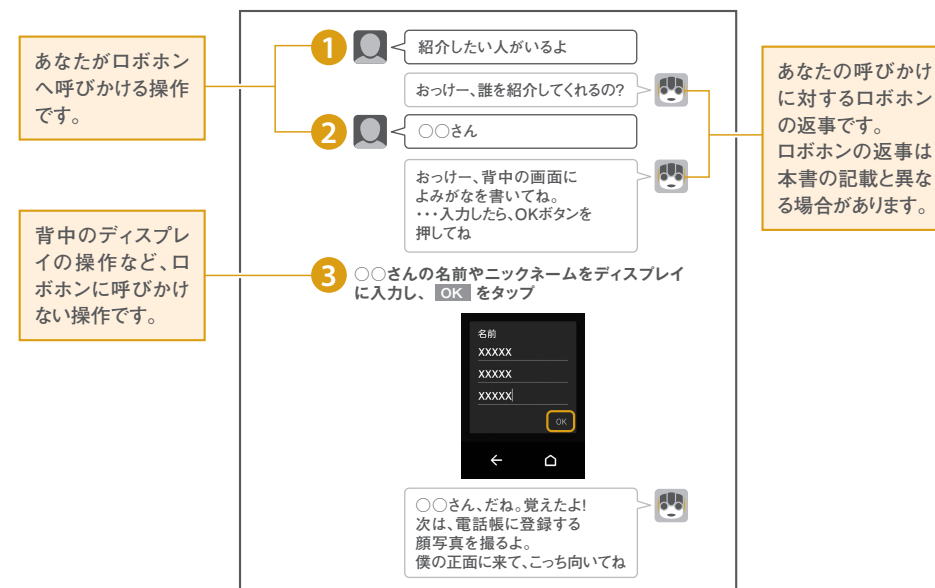 あなたがロボホン
へ呼びかける操作
です。
1
紹介したい人がいるよ
おっけー、誰を紹介してくれるの?
2
○○さん
おっけー、背中の画面に
よみがなを書いてね。
・・・入力したら、OKボタンを
押してね
あなたの呼びかけ
に対するロボホン
の返事です。
ロボホンの返事は
本書の記載と異な
る場合があります。
背中のディスプレ
イの操作など、ロ
ボホンに呼びかけ
ない操作です。
3
○○さんの名前やニックネームをディスプレイ
に入力し、 OK をタップ
名前
XXXXX
XXXXX
XXXXX
OK
○○さん、だね。覚えたよ!
次は、電話帳に登録する
顔写真を撮るよ。
僕の正面に来て、こっち向いてね